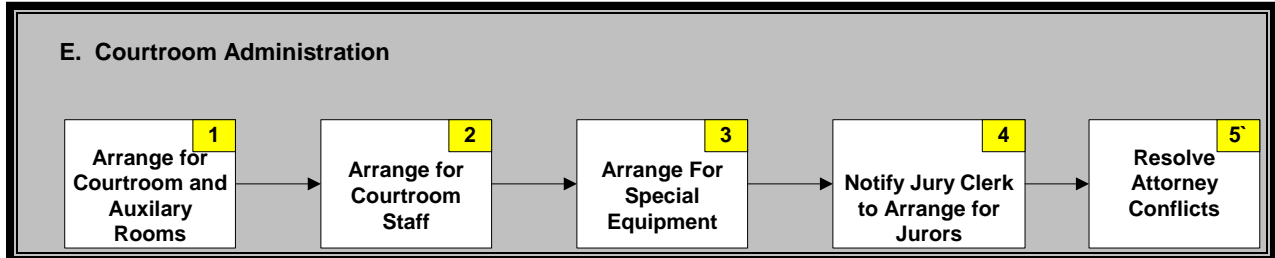 E. Courtroom Administration
1
Arrange for
Courtroom and
Auxilary
Rooms
2
Arrange for
Courtroom
Staff
3
Arrange For
Special
Equipment
4
Notify Jury Clerk
to Arrange for
Jurors
5`
Resolve
Attorney
Conflicts